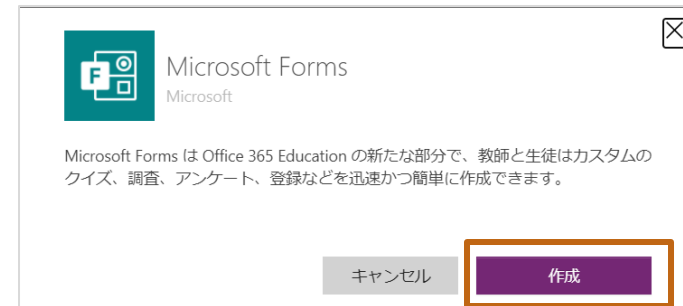 F
Microsoft Forms
Microsoft
Microsoft Forms は Office 365 Education の新たな部分で、教師と生徒はカスタムの
クイズ、調査、アンケート、登録などを迅速かつ簡単に作成できます。
キャンセル
作成